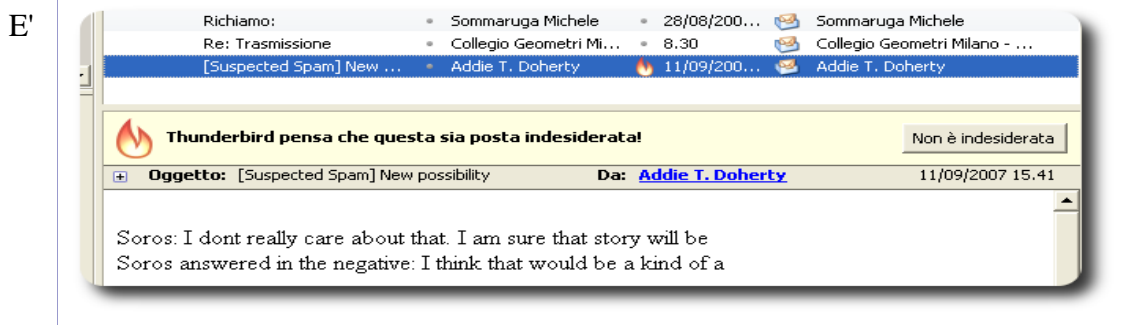 E'
Richiamo: Sommaruga Michele 28/08/200... Sommaruga Michele
Re: Trasmissione Collegio Geometri Mi... 8.30 Collegio Geometri Milano - ...
[Suspected Spam] New ... Addie T. Doherty 11/09/200... Addie T. Doherty
Thunderbird pensa che questa sia posta indesiderata! Non è indesiderata
Oggetto: [Suspected Spam] New possibility Da: Addie T. Doherty 11/09/2007 15.41
Soros: I dont really care about that. I am sure that story will be
Soros answered in the negative: I think that would be a kind of a